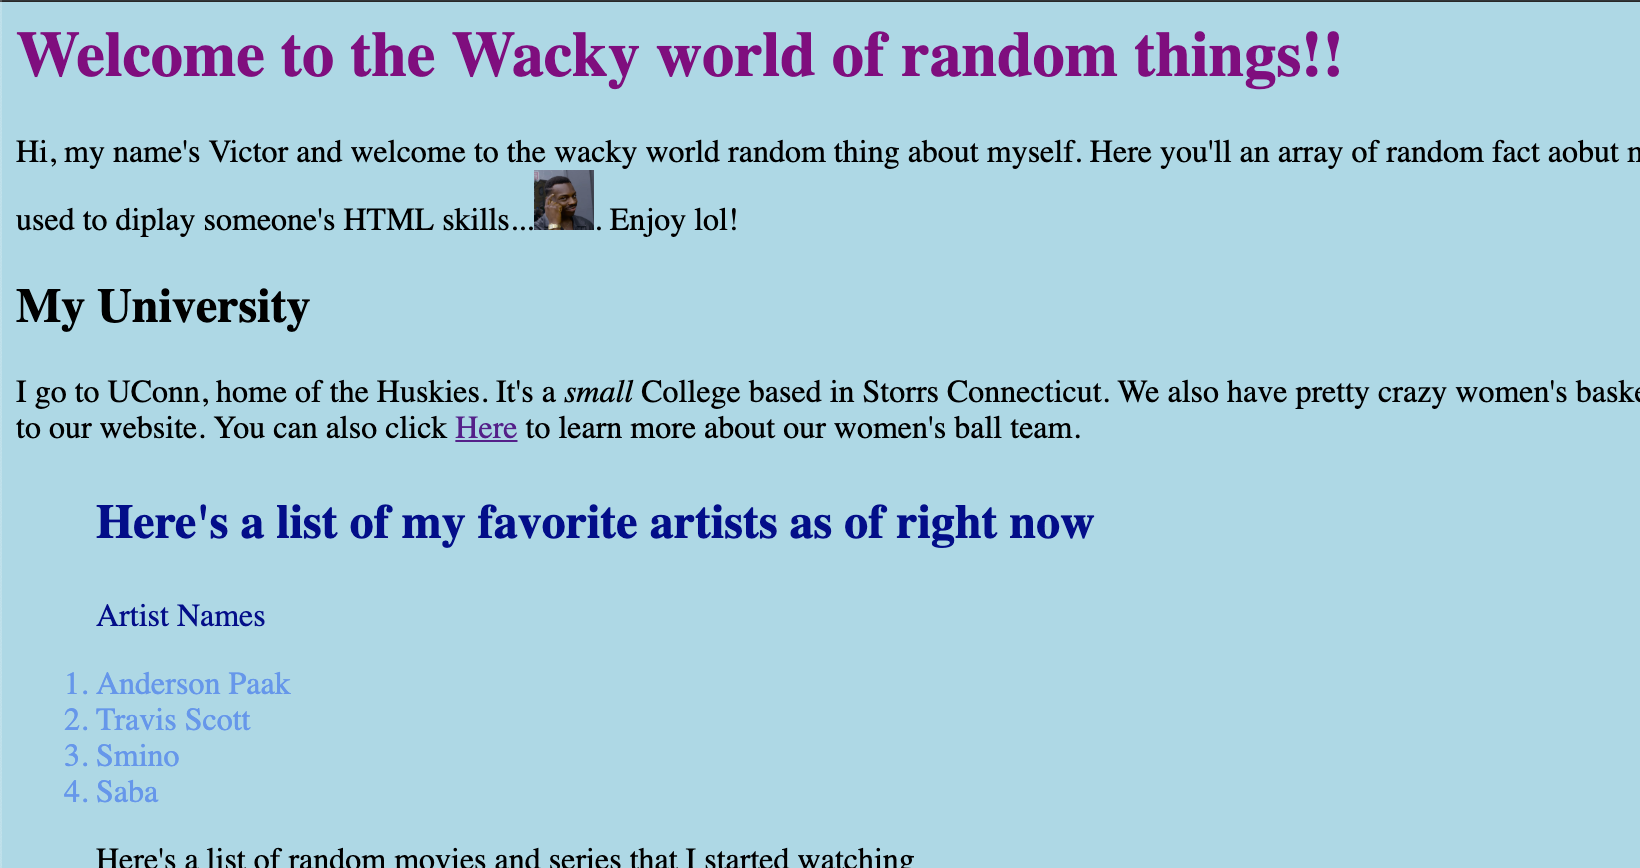 Welcome to the Wacky world of random things!!
Hi, my name's Victor and welcome to the wacky world random thing about myself. Here you'll an array of random fact aobut
used to diplay someone's HTML skills.... Enjoy lol!
My University
I go to UConn, home of the Huskies. It's a small College based in Storrs Connecticut. We also have pretty crazy women's
to our website. You can also click Here to learn more about our women's ball team.
Here's a list of my favorite artists as of right now
Artist Names
1. Anderson Paak
2. Travis Scott
3. Smino
4. Saba
Here's a list of random movies and series that I started watching